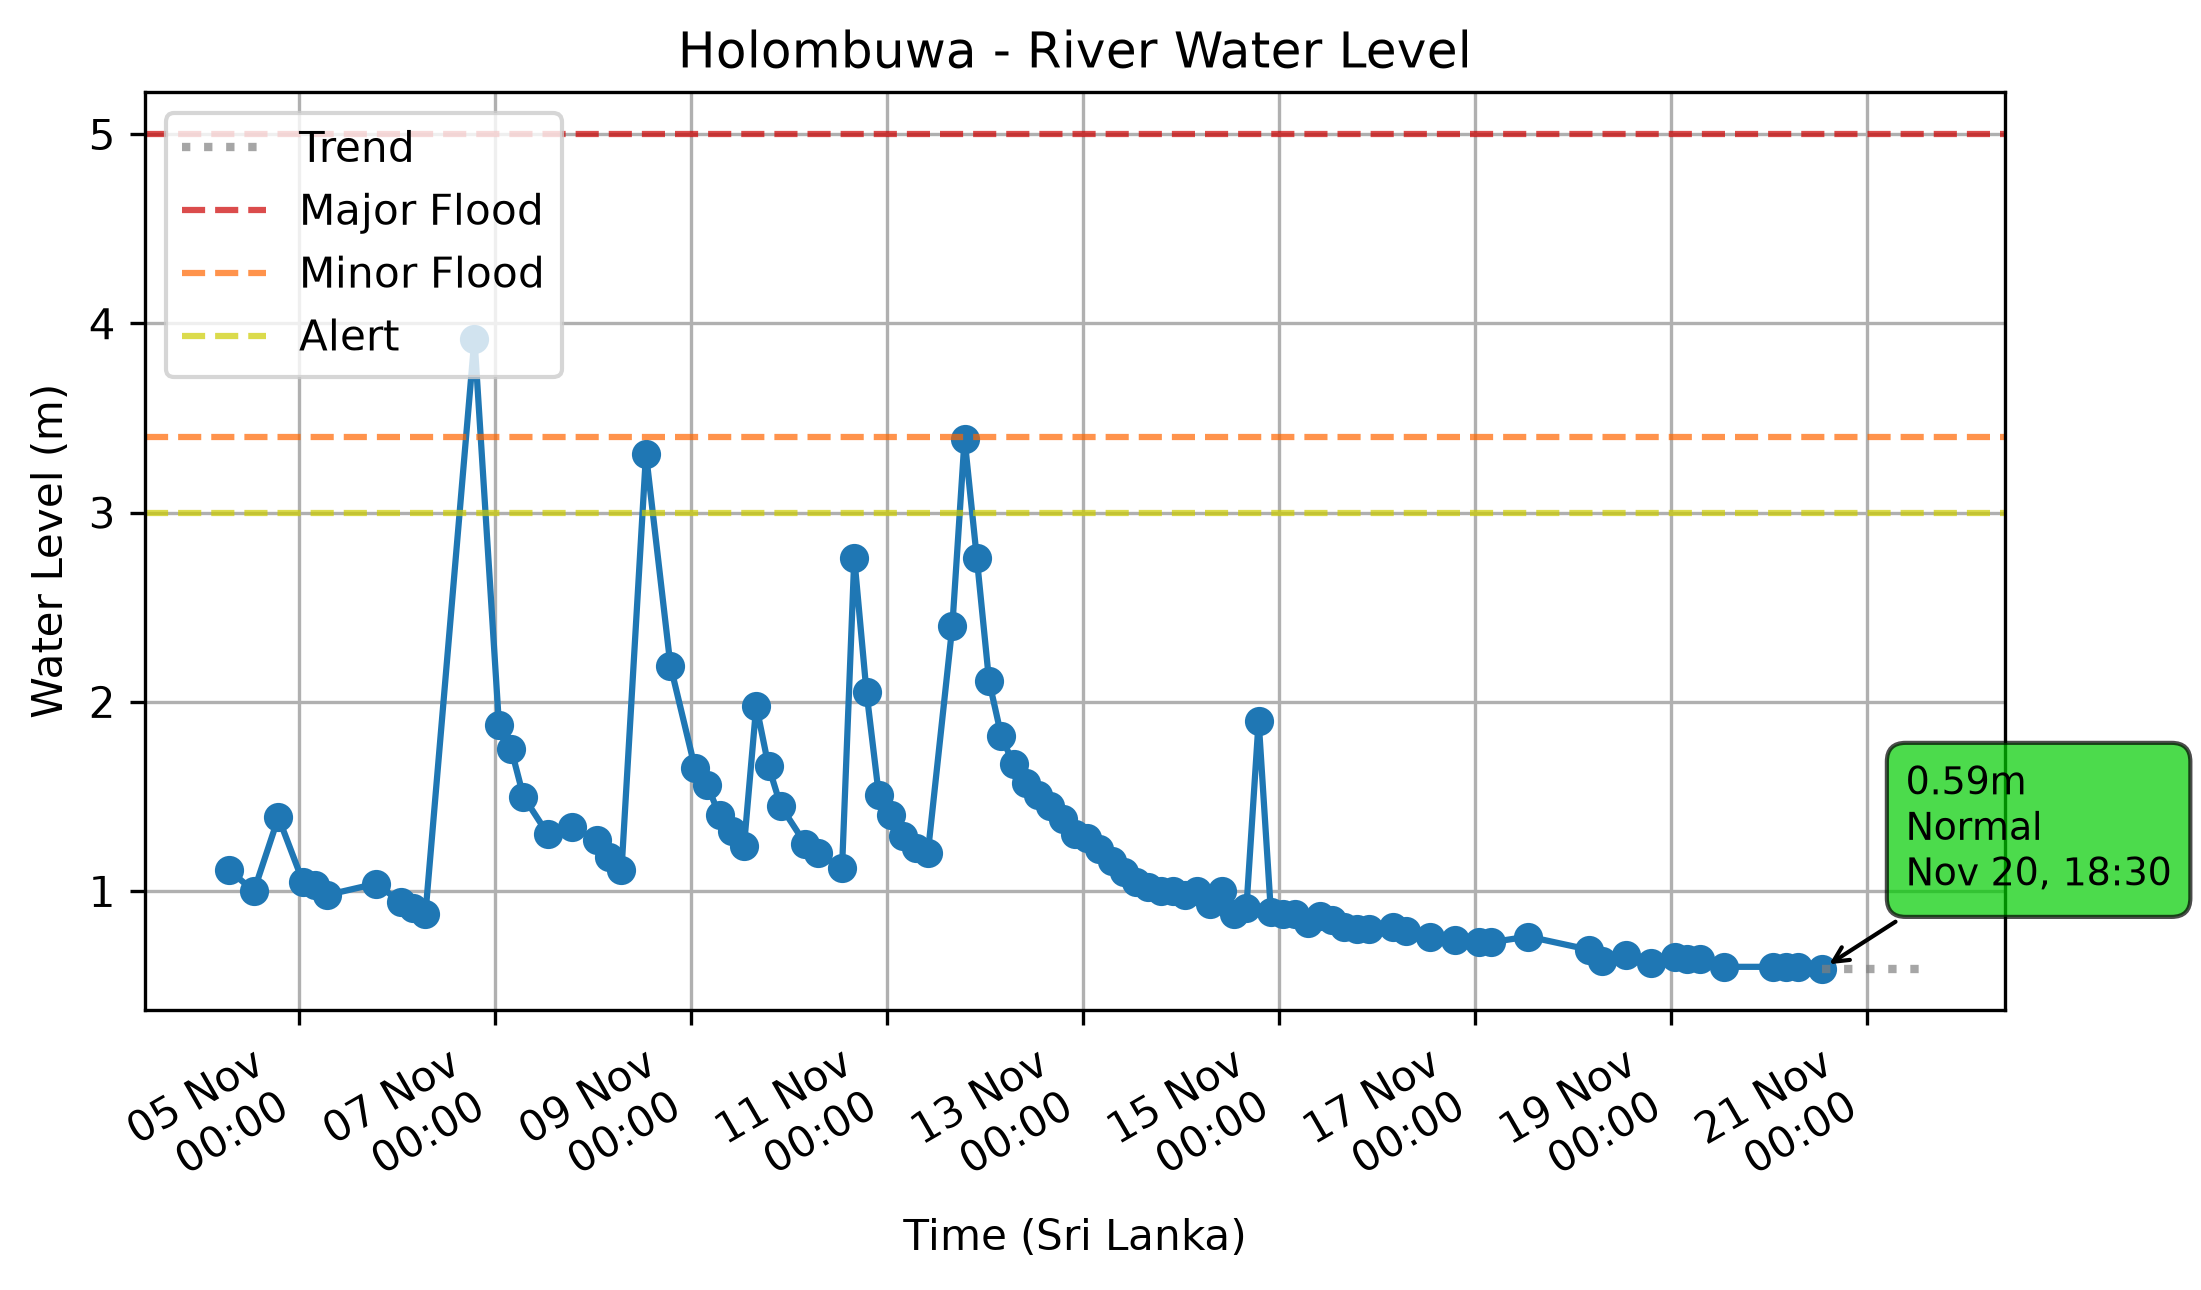 Holombuwa - River Water Level
Trend
Major Flood
Minor Flood
Alert
5
4
3
2
1
Water Level (m)
0.59m
Normal
Nov 20, 18:30
05 Nov
00:00
07 Nov
00:00
09 Nov
00:00
11 Nov
00:00
13 Nov
00:00
15 Nov
00:00
17 Nov
00:00
19 Nov
00:00
21 Nov
00:00
Time (Sri Lanka)